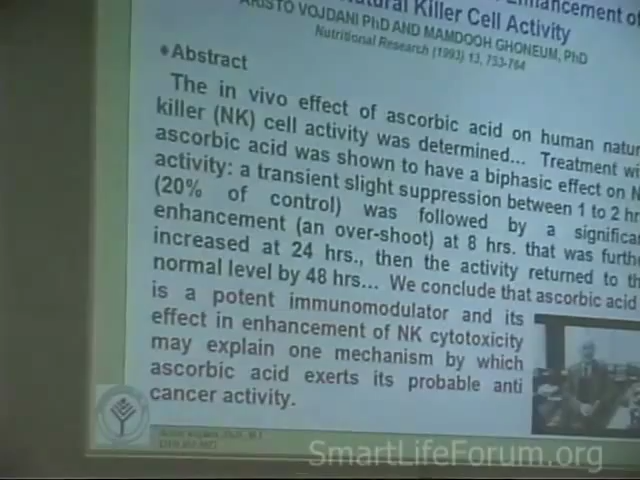 Enhancement of
Natural Killer Cell Activity
ARISTO VOJDANI PhD AND MAMDOOH GHONEUM, PhD
Nutritional Research (1993) 13, 753-764
•Abstract
The in vivo effect of ascorbic acid on human natur
killer (NK) cell activity was determined... Treatment wi
ascorbic acid was shown to have a biphasic effect on N
activity: a transient slight suppression between 1 to 2 hr
(20% of control) was followed by a significa
enhancement (an over-shoot) at 8 hrs. that was furth
increased at 24 hrs., then the activity returned to th
normal level by 48 hrs... We conclude that ascorbic acid
is a potent immunomodulator and its
effect in enhancement of NK cytotoxicity
may explain one mechanism by which
ascorbic acid exerts its probable anti
cancer activity.
SmartLifeForum.org